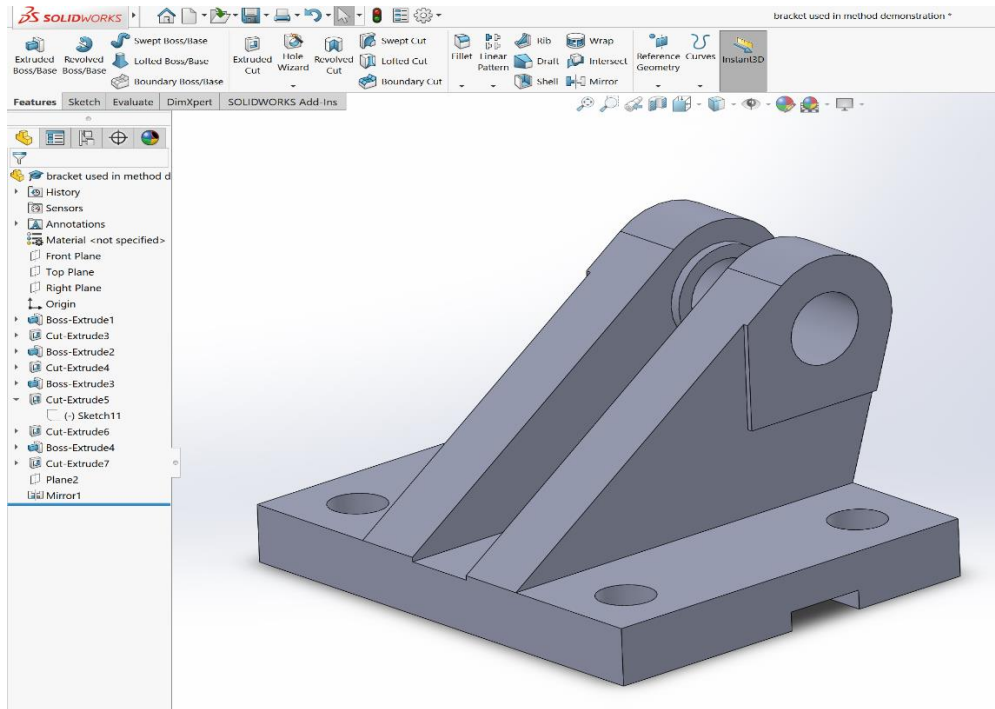 SOLIDWORKS
bracket used in method demonstration *
Extruded Boss/Base
Revolved Boss/Base
Swept Boss/Base
Lofted Boss/Base
Boundary Boss/Base
Extruded Cut
Hole Wizard
Revolved Cut
Swept Cut
Lofted Cut
Boundary Cut
Fillet
Linear Pattern
Rib
Draft
Shell
Wrap
Intersect
Mirror
Reference Geometry
Curves
Instant3D
Features
Sketch
Evaluate
DimXpert
SOLIDWORKS Add-Ins
bracket used in method d
History
Sensors
Annotations
Material <not specified>
Front Plane
Top Plane
Right Plane
Origin
Boss-Extrude1
Cut-Extrude3
Boss-Extrude2
Cut-Extrude4
Boss-Extrude3
Cut-Extrude5
(-) Sketch11
Cut-Extrude6
Boss-Extrude4
Cut-Extrude7
Plane2
Mirror1